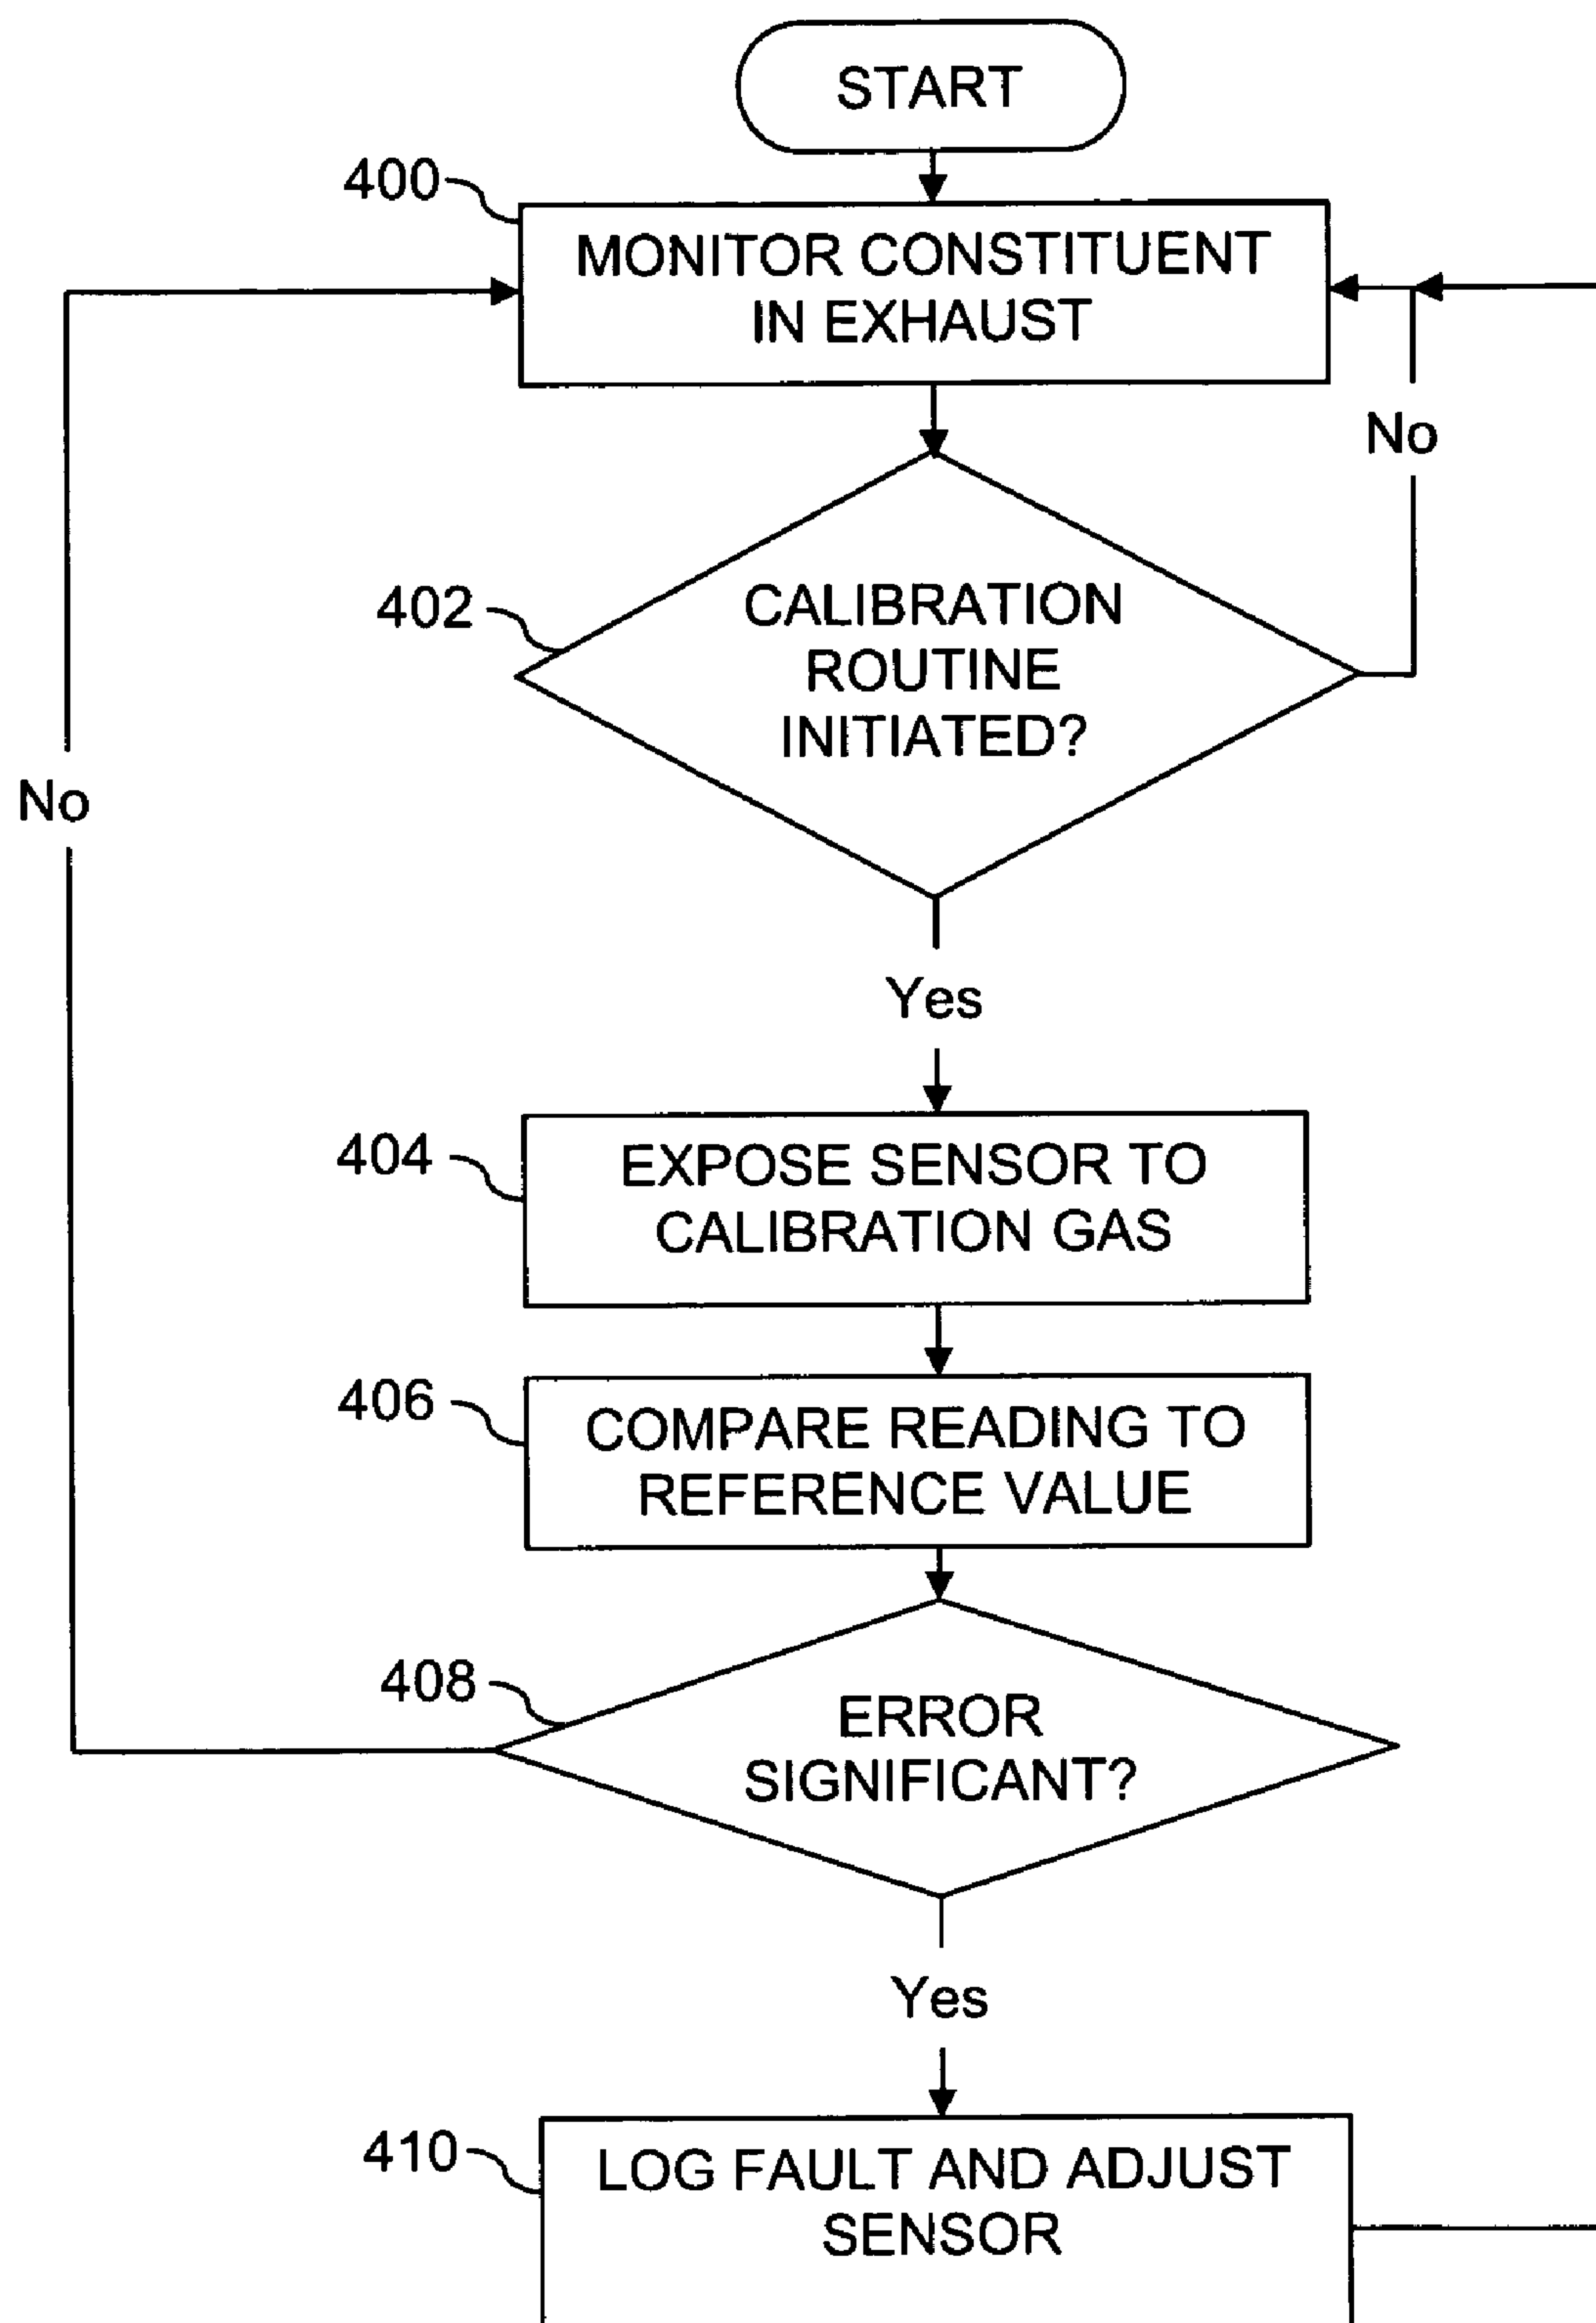 START
400
MONITOR CONSTITUENT
IN EXHAUST
No
402
CALIBRATION
ROUTINE
INITIATED?
No
Yes
404
EXPOSE SENSOR TO
CALIBRATION GAS
406
COMPARE READING TO
REFERENCE VALUE
408
ERROR
SIGNIFICANT?
Yes
410
LOG FAULT AND ADJUST
SENSOR